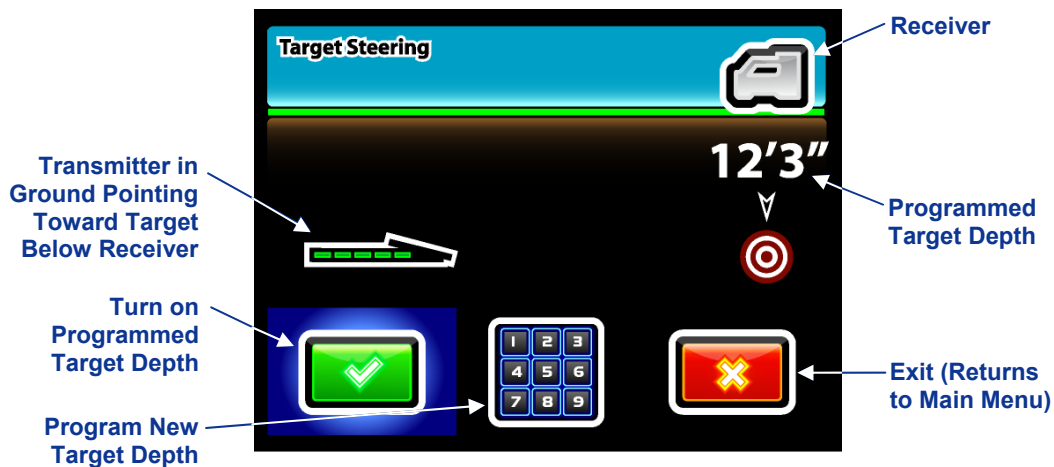 Target Steering
Receiver
12'3"
Transmitter in
Ground Pointing
Toward Target
Below Receiver
Programmed
Target Depth
Turn on
Programmed
Target Depth
1 2 3
4 5 6
7 8 9
Exit (Returns
to Main Menu)
Program New
Target Depth